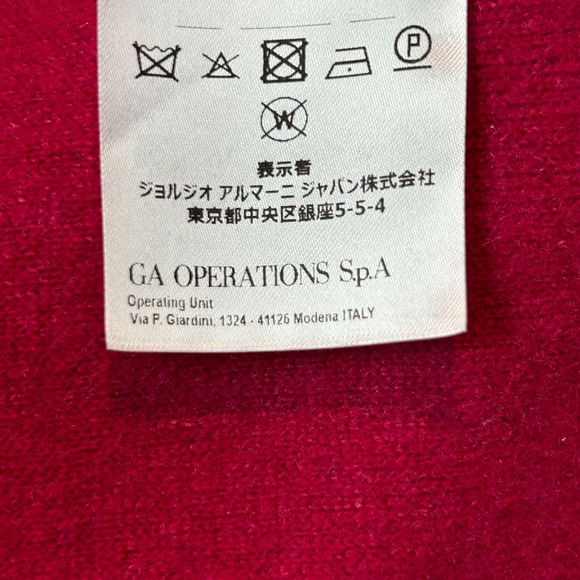 P
W
表示者
ジョルジオ アルマーニ ジャパン株式会社
東京都中央区銀座5-5-4
GA OPERATIONS S.p.A
Operating Unit
Via P. Giardini, 1324 - 41126 Modena ITALY